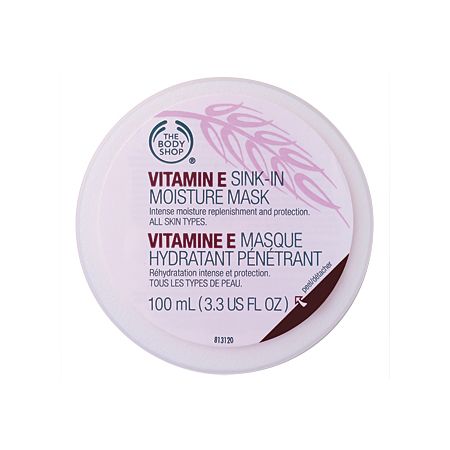 THE
BODY
SHOP
®
VITAMIN E SINK-IN
MOISTURE MASK
Intense moisture replenishment and protection.
ALL SKIN TYPES.
VITAMINE E MASQUE
HYDRATANT PÉNÉTRANT
Réhydratation intense et protection.
TOUS LES TYPES DE PEAU.
100 mL (3.3 US FL OZ)
peel/détacher
813120